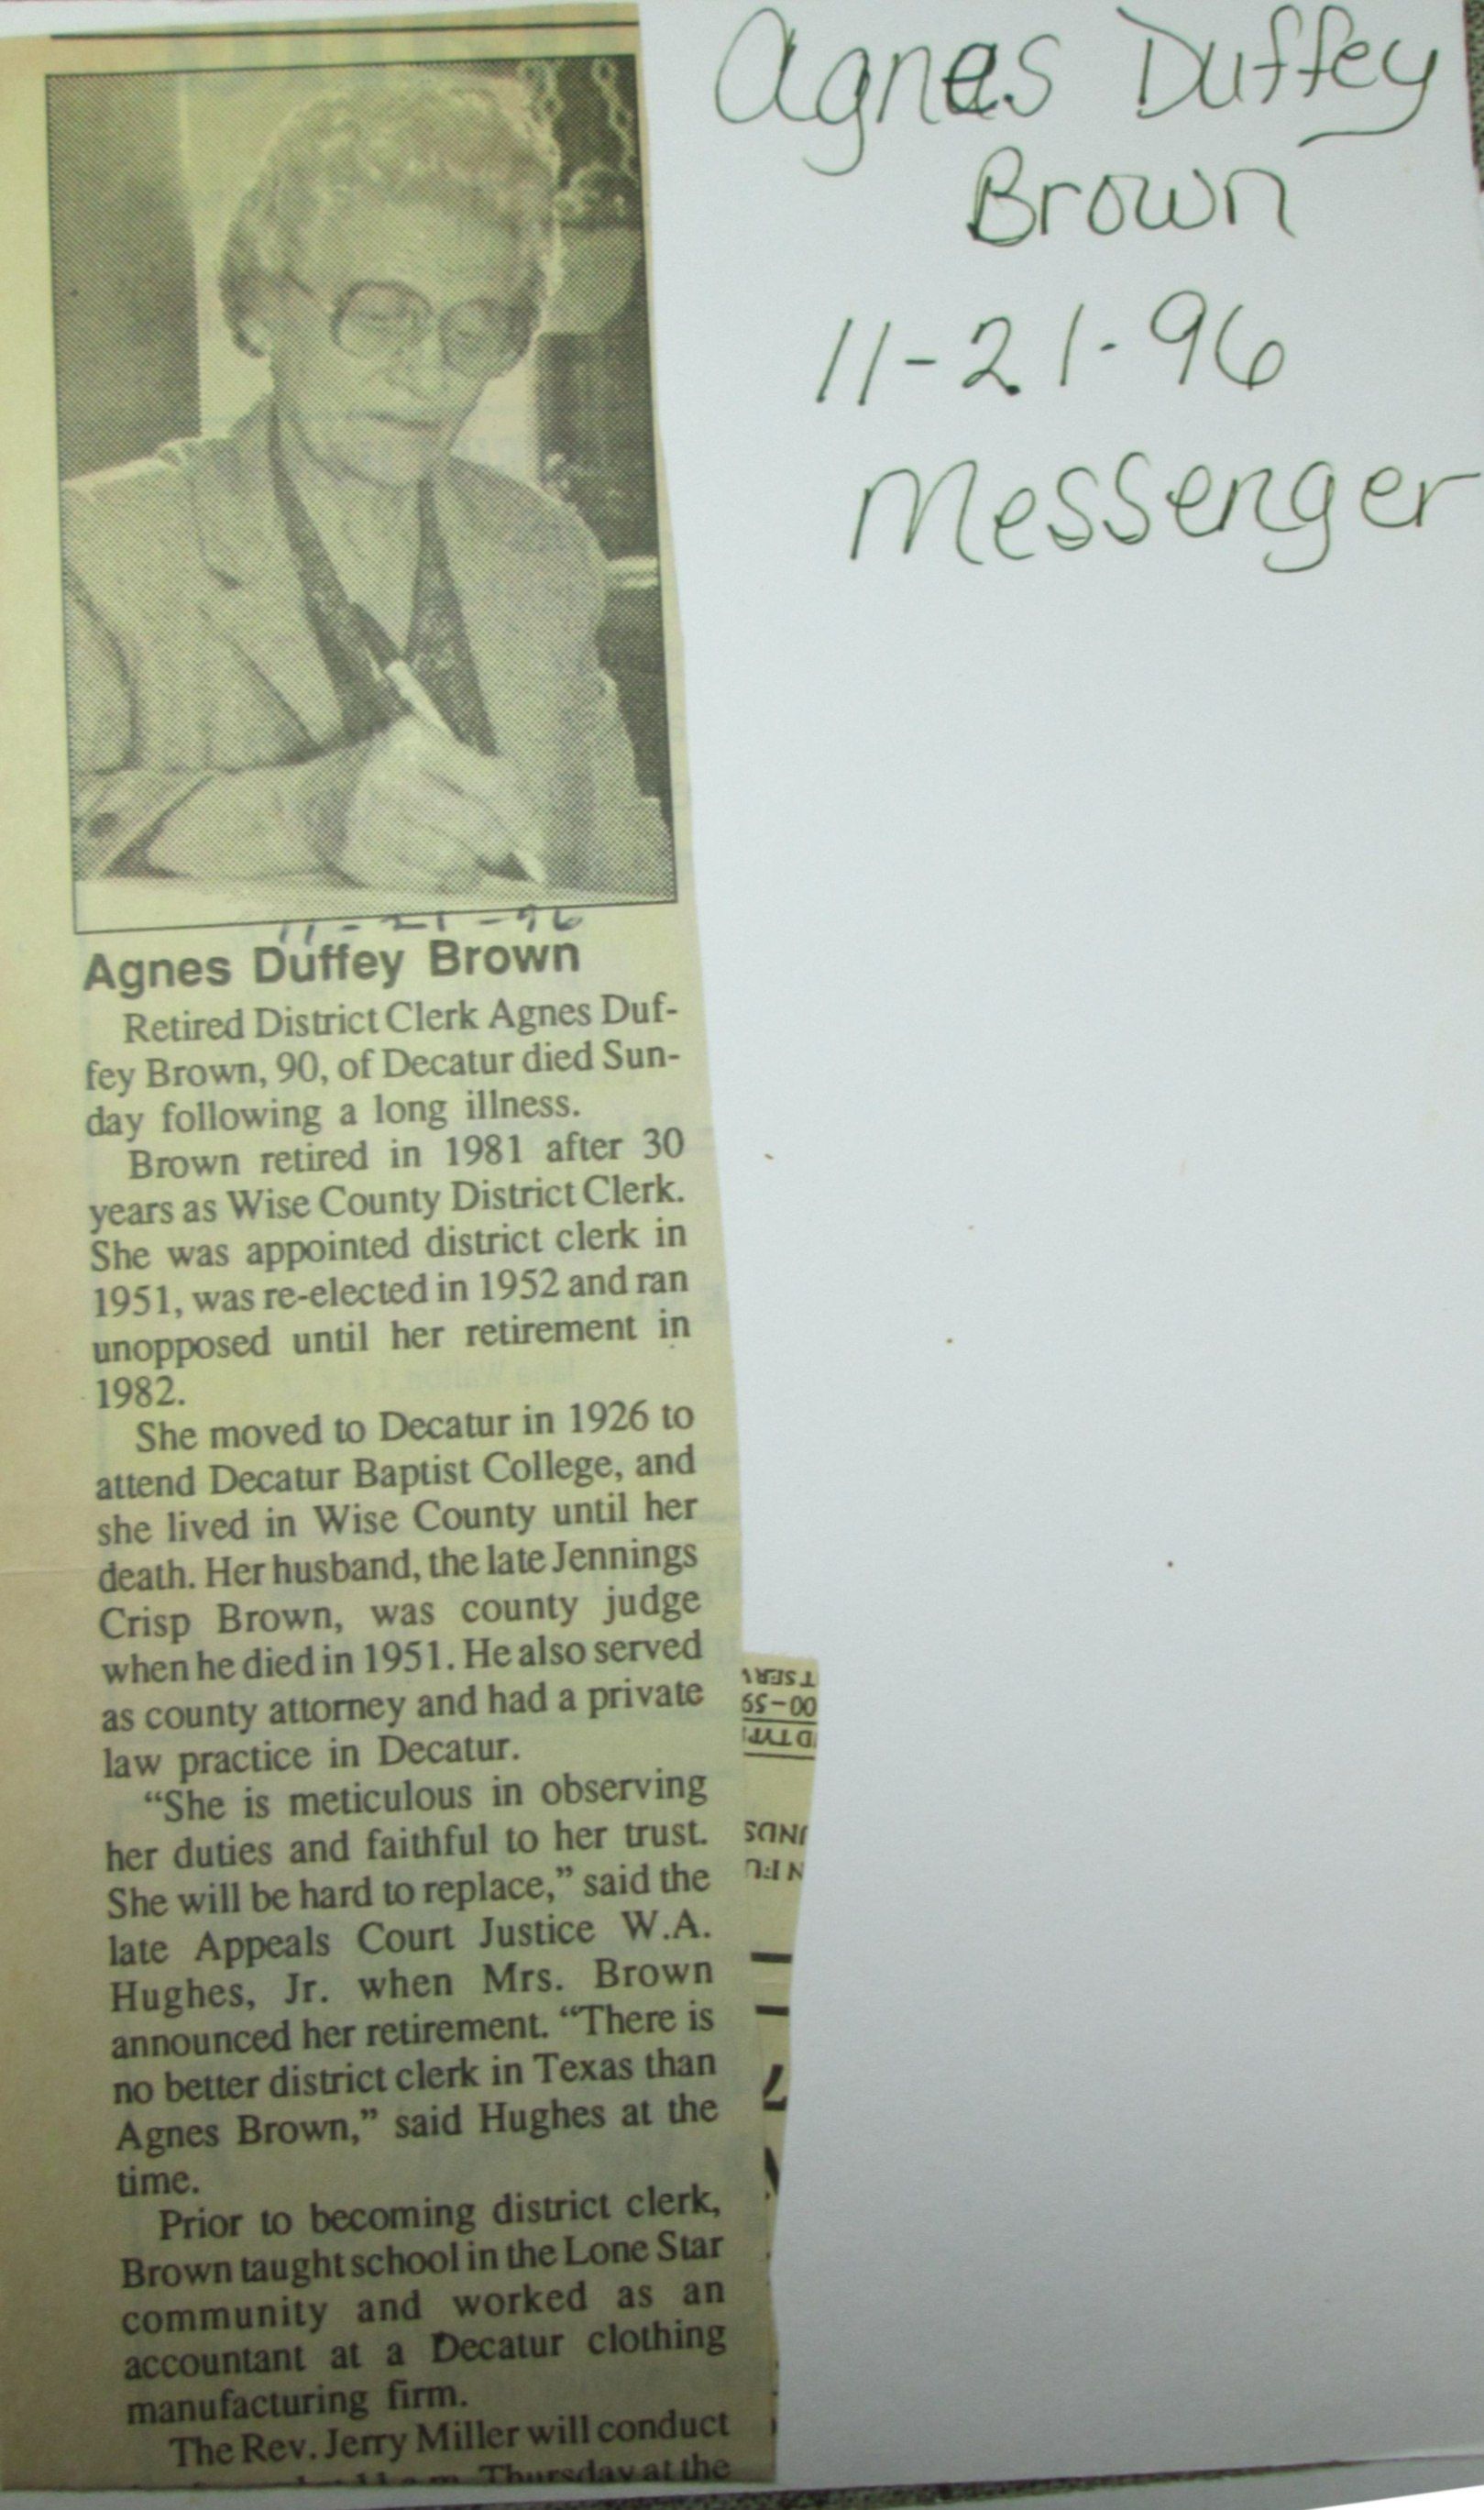 Agnes Duffey
Brown
11-21-96
Messenger
11-21-96
Agnes Duffey Brown
Retired District Clerk Agnes Duf-
fey Brown, 90, of Decatur died Sun-
day following a long illness.
Brown retired in 1981 after 30
years as Wise County District Clerk.
She was appointed district clerk in
1951, was re-elected in 1952 and ran
unopposed until her retirement in
1982.
She moved to Decatur in 1926 to
attend Decatur Baptist College, and
she lived in Wise County until her
death. Her husband, the late Jennings
Crisp Brown, was county judge
when he died in 1951. He also served
as county attorney and had a private
law practice in Decatur.
“She is meticulous in observing
her duties and faithful to her trust.
She will be hard to replace,” said the
late Appeals Court Justice W.A.
Hughes, Jr. when Mrs. Brown
announced her retirement. “There is
no better district clerk in Texas than
Agnes Brown,” said Hughes at the
time.
Prior to becoming district clerk,
Brown taught school in the Lone Star
community and worked as an
accountant at a Decatur clothing
manufacturing firm.
The Rev. Jerry Miller will conduct
Thursday at the